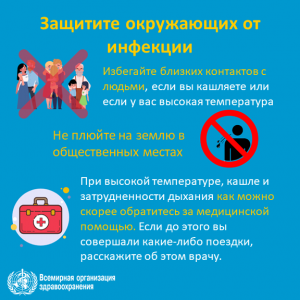 Защитите окружающих от
инфекции
Избегайте близких контактов с
людьми, если вы кашляете или
если у вас высокая температура
Не плюйте на землю в
общественных местах
При высокой температуре, кашле и
затрудненности дыхания как можно
скорее обратитесь за медицинской
помощью. Если до этого вы
совершали какие-либо поездки,
расскажите об этом врачу.
Всемирная организация
здравоохранения